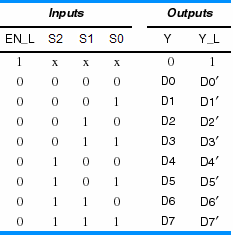 Inputs Outputs
EN_L S2 S1 S0 Y Y_L
1 x x x 0 1
0 0 0 0 D0 D0′
0 0 0 1 D1 D1′
0 0 1 0 D2 D2′
0 0 1 1 D3 D3′
0 1 0 0 D4 D4′
0 1 0 1 D5 D5′
0 1 1 0 D6 D6′
0 1 1 1 D7 D7′